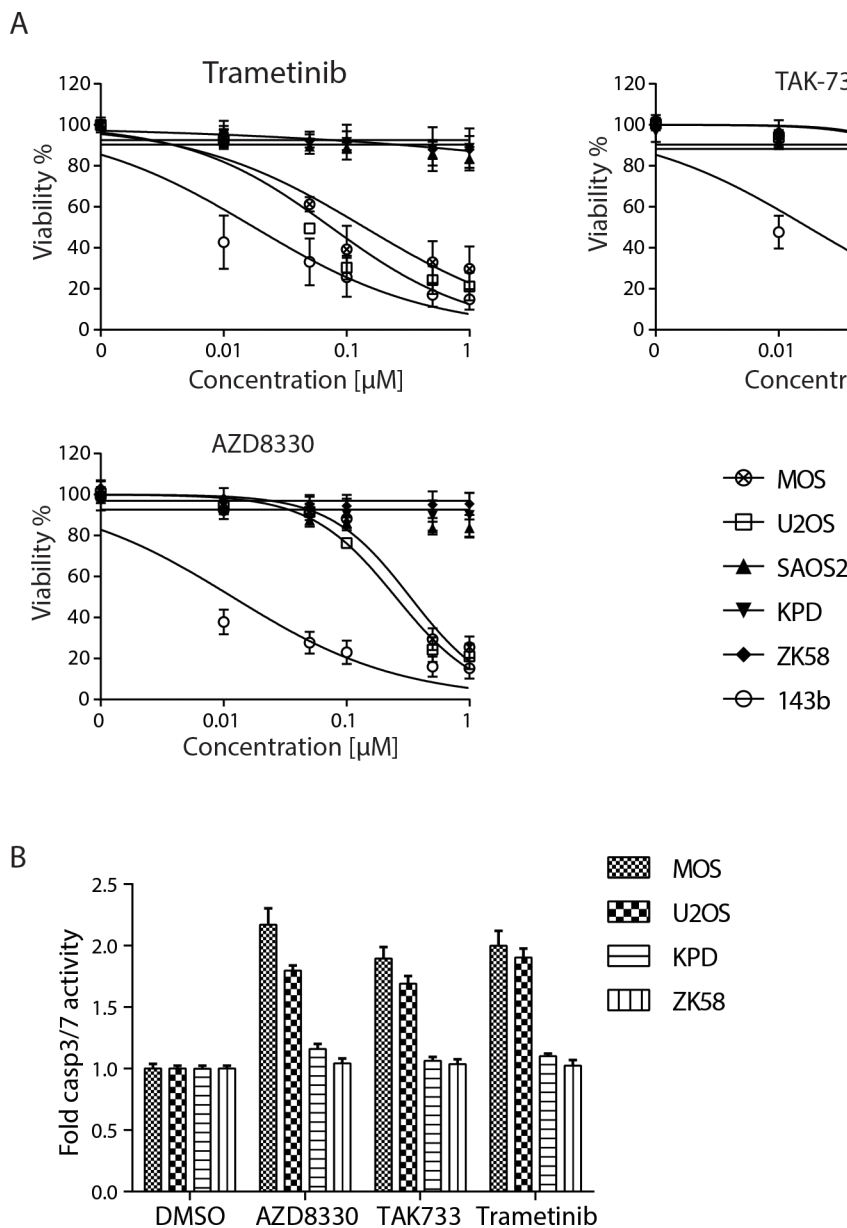 A
Trametinib
TAK-73
Viability %
120
100
80
60
40
20
0
0 0.01 0.1 1
Concentration [µM]
Viability %
120
100
80
60
40
20
0
0 0.01
Concentr
AZD8330
Viability %
120
100
80
60
40
20
0
0 0.01 0.1 1
Concentration [µM]
MOS
U2OS
SAOS2
KPD
ZK58
143b
B
Fold casp3/7 activity
2.5
2.0
1.5
1.0
0.5
0.0
DMSO AZD8330 TAK733 Trametinib
MOS
U2OS
KPD
ZK58